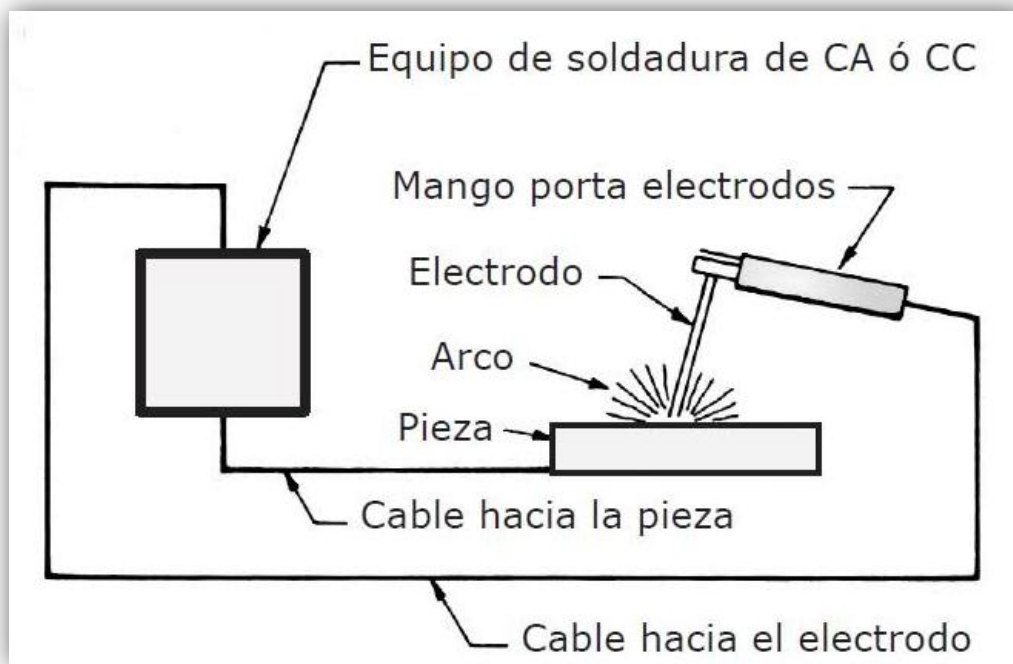 Equipo de soldadura de CA ó CC
Mango porta electrodos
Electrodo
Arco
Pieza
Cable hacia la pieza
Cable hacia el electrodo